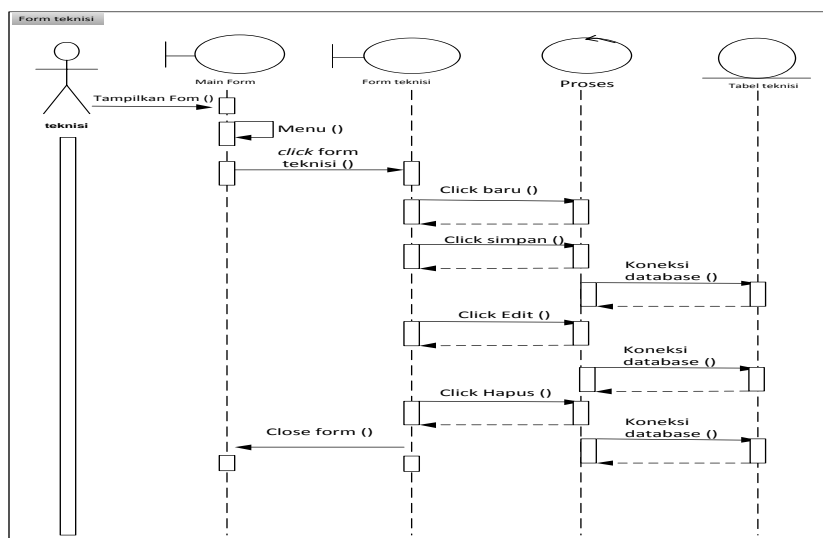 Form teknisi
Main Form
Form teknisi
Proses
Tabel teknisi
teknisi
Tampilkan Fom ()
Menu ()
click form
teknisi ()
Click baru ()
Click simpan ()
Koneksi
database ()
Click Edit ()
Koneksi
database ()
Click Hapus ()
Koneksi
database ()
Close form ()